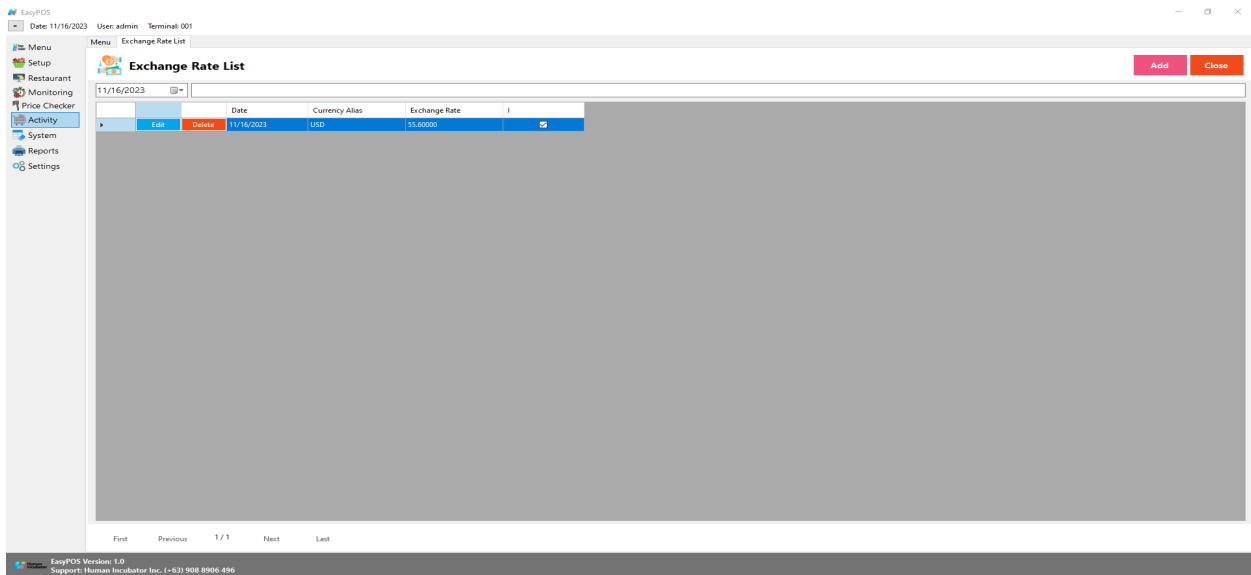 EasyPOS
Date: 11/16/2023 User: admin Terminal: 001
Menu Exchange Rate List
Menu
Setup
Restaurant
Monitoring
Price Checker
Activity
System
Reports
Settings
Exchange Rate List
Add Close
11/16/2023
Date Currency Alias Exchange Rate I
Edit Delete 11/16/2023 USD 55.60000
First Previous 1 / 1 Next Last
Human Incubator
EasyPOS Version: 1.0
Support: Human Incubator Inc. (+63) 908 8906 496